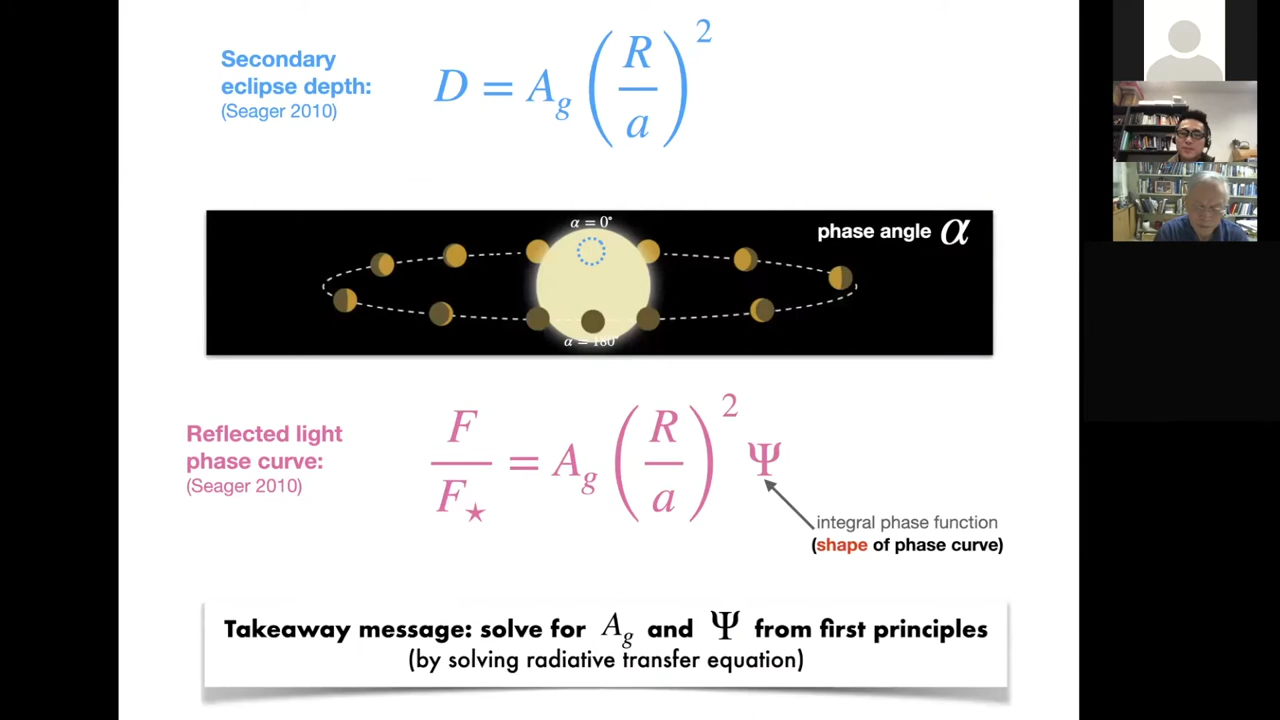 Secondary
eclipse depth:
(Seager 2010)
D = A_g (R/a)^2
α = 0°
phase angle α
α = 180°
Reflected light
phase curve:
(Seager 2010)
F/F★ = A_g (R/a)^2 Ψ
integral phase function
(shape of phase curve)
Takeaway message: solve for A_g and Ψ from first principles
(by solving radiative transfer equation)